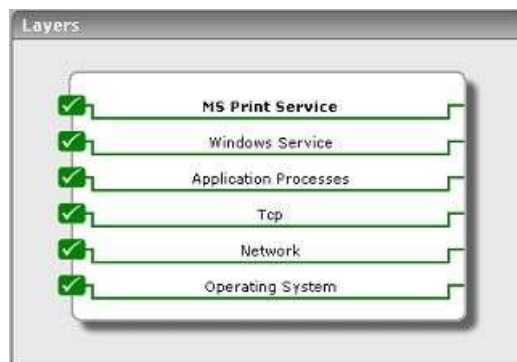 Layers
MS Print Service
Windows Service
Application Processes
Tcp
Network
Operating System